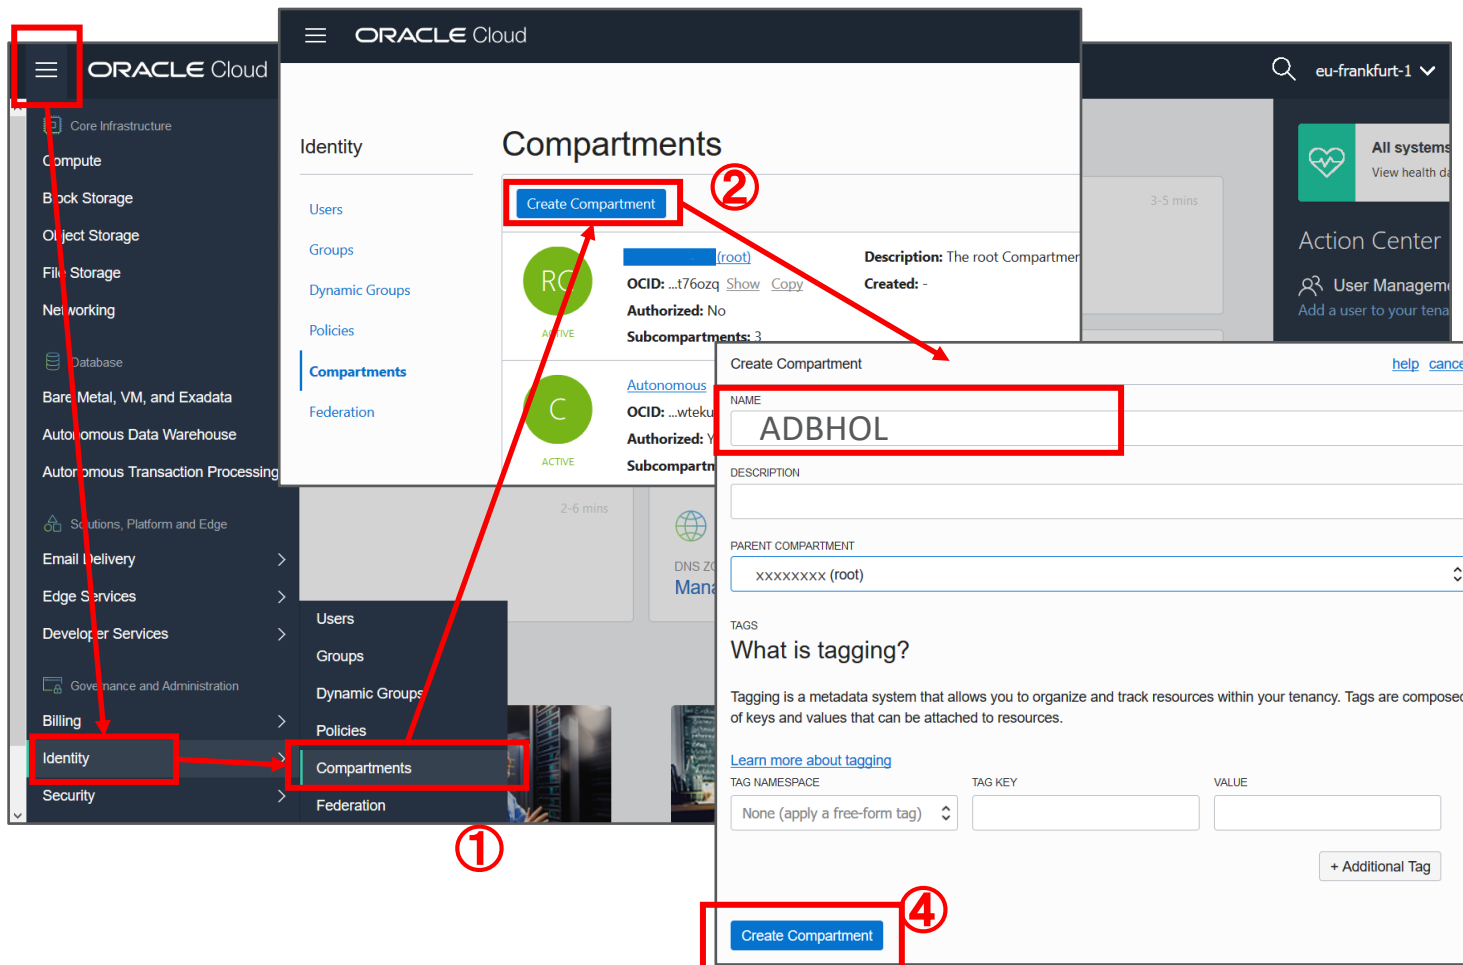 ORACLE Cloud
Core Infrastructure
Compute
Block Storage
Object Storage
File Storage
Networking
Database
Bare Metal, VM, and Exadata
Autonomous Data Warehouse
Autonomous Transaction Processing
Solutions, Platform and Edge
Email Delivery
Edge Services
Developer Services
Governance and Administration
Billing
Identity
Security
Users
Groups
Dynamic Groups
Policies
Compartments
Federation
①
ORACLE Cloud
Identity
Users
Groups
Dynamic Groups
Policies
Compartments
Federation
Compartments
②
Create Compartment
RC
ACTIVE
(root)
OCID: ...t76ozq Show Copy
Authorized: No
Subcompartments: 3
Description: The root Compartmen
Created: -
C
ACTIVE
Autonomous
OCID: ...wteku
Authorized: Y
Subcompartm
eu-frankfurt-1
3-5 mins
All systems
View health da
Action Center
User Manageme
Add a user to your tena
2-6 mins
DNS ZO
Mana
Create Compartment
help cance
NAME
ADBHOL
DESCRIPTION
PARENT COMPARTMENT
xxxxxxxx (root)
TAGS
What is tagging?
Tagging is a metadata system that allows you to organize and track resources within your tenancy. Tags are composed
of keys and values that can be attached to resources.
Learn more about tagging
TAG NAMESPACE
TAG KEY
VALUE
None (apply a free-form tag)
+ Additional Tag
④
Create Compartment